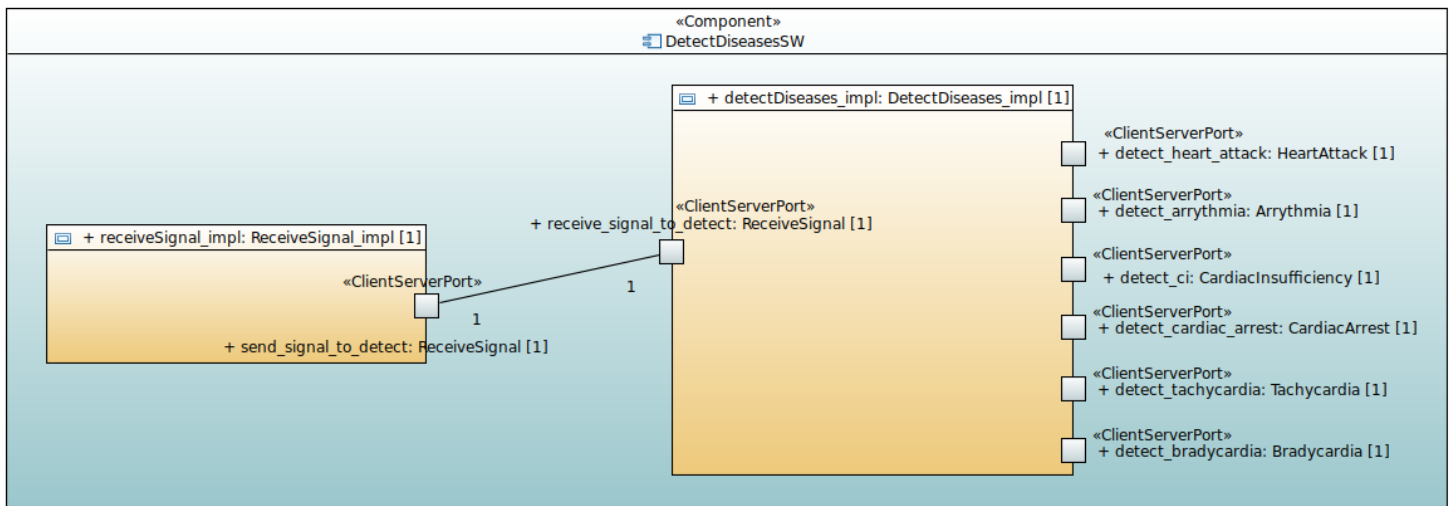 «Component»
DetectDiseasesSW
+ detectDiseases_impl: DetectDiseases_impl [1]
«ClientServerPort»
+ detect_heart_attack: HeartAttack [1]
«ClientServerPort»
+ detect_arrythmia: Arrythmia [1]
«ClientServerPort»
+ receive_signal_to_detect: ReceiveSignal [1]
+ receiveSignal_impl: ReceiveSignal_impl [1]
«ClientServerPort»
+ detect_ci: CardiacInsufficiency [1]
«ClientServerPort»
1
1
+ send_signal_to_detect: ReceiveSignal [1]
«ClientServerPort»
+ detect_cardiac_arrest: CardiacArrest [1]
«ClientServerPort»
+ detect_tachycardia: Tachycardia [1]
«ClientServerPort»
+ detect_bradycardia: Bradycardia [1]